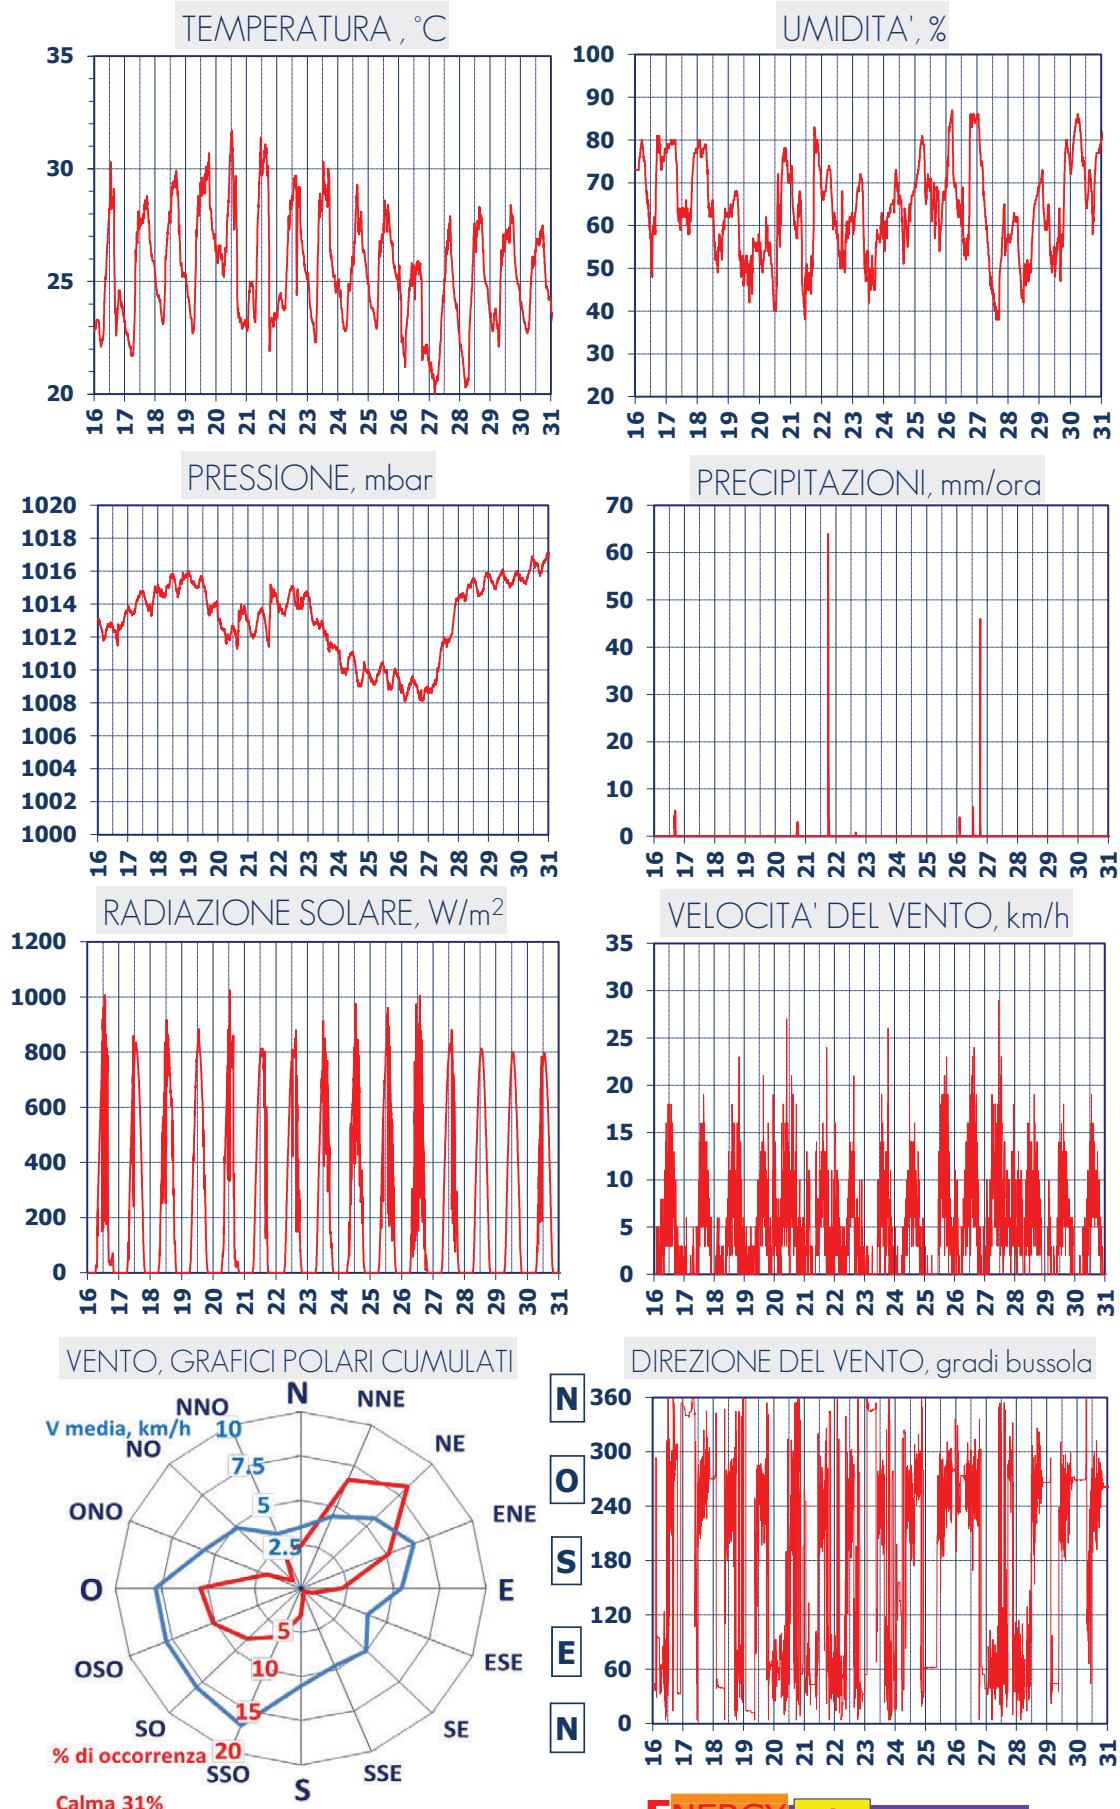 TEMPERATURA , °C
35
30
25
20
16 17 18 19 20 21 22 23 24 25 26 27 28 29 30 31
UMIDITA', %
100
90
80
70
60
50
40
30
20
16 17 18 19 20 21 22 23 24 25 26 27 28 29 30 31
PRESSIONE, mbar
1020
1018
1016
1014
1012
1010
1008
1006
1004
1002
1000
16 17 18 19 20 21 22 23 24 25 26 27 28 29 30 31
PRECIPITAZIONI, mm/ora
70
60
50
40
30
20
10
0
16 17 18 19 20 21 22 23 24 25 26 27 28 29 30 31
RADIAZIONE SOLARE, W/m²
1200
1000
800
600
400
200
0
16 17 18 19 20 21 22 23 24 25 26 27 28 29 30 31
VELOCITA' DEL VENTO, km/h
35
30
25
20
15
10
5
0
16 17 18 19 20 21 22 23 24 25 26 27 28 29 30 31
VENTO, GRAFICI POLARI CUMULATI
N
NNE
NE
ENE
E
ESE
SE
SSE
S
SSO
SO
OSO
O
ONO
NO
NNO
V media, km/h
10
7.5
5
2.5
5
10
15
20
% di occorrenza
Calma 31%
DIREZIONE DEL VENTO, gradi bussola
N
O
S
E
N
360
300
240
180
120
60
0
16 17 18 19 20 21 22 23 24 25 26 27 28 29 30 31
ENERGY